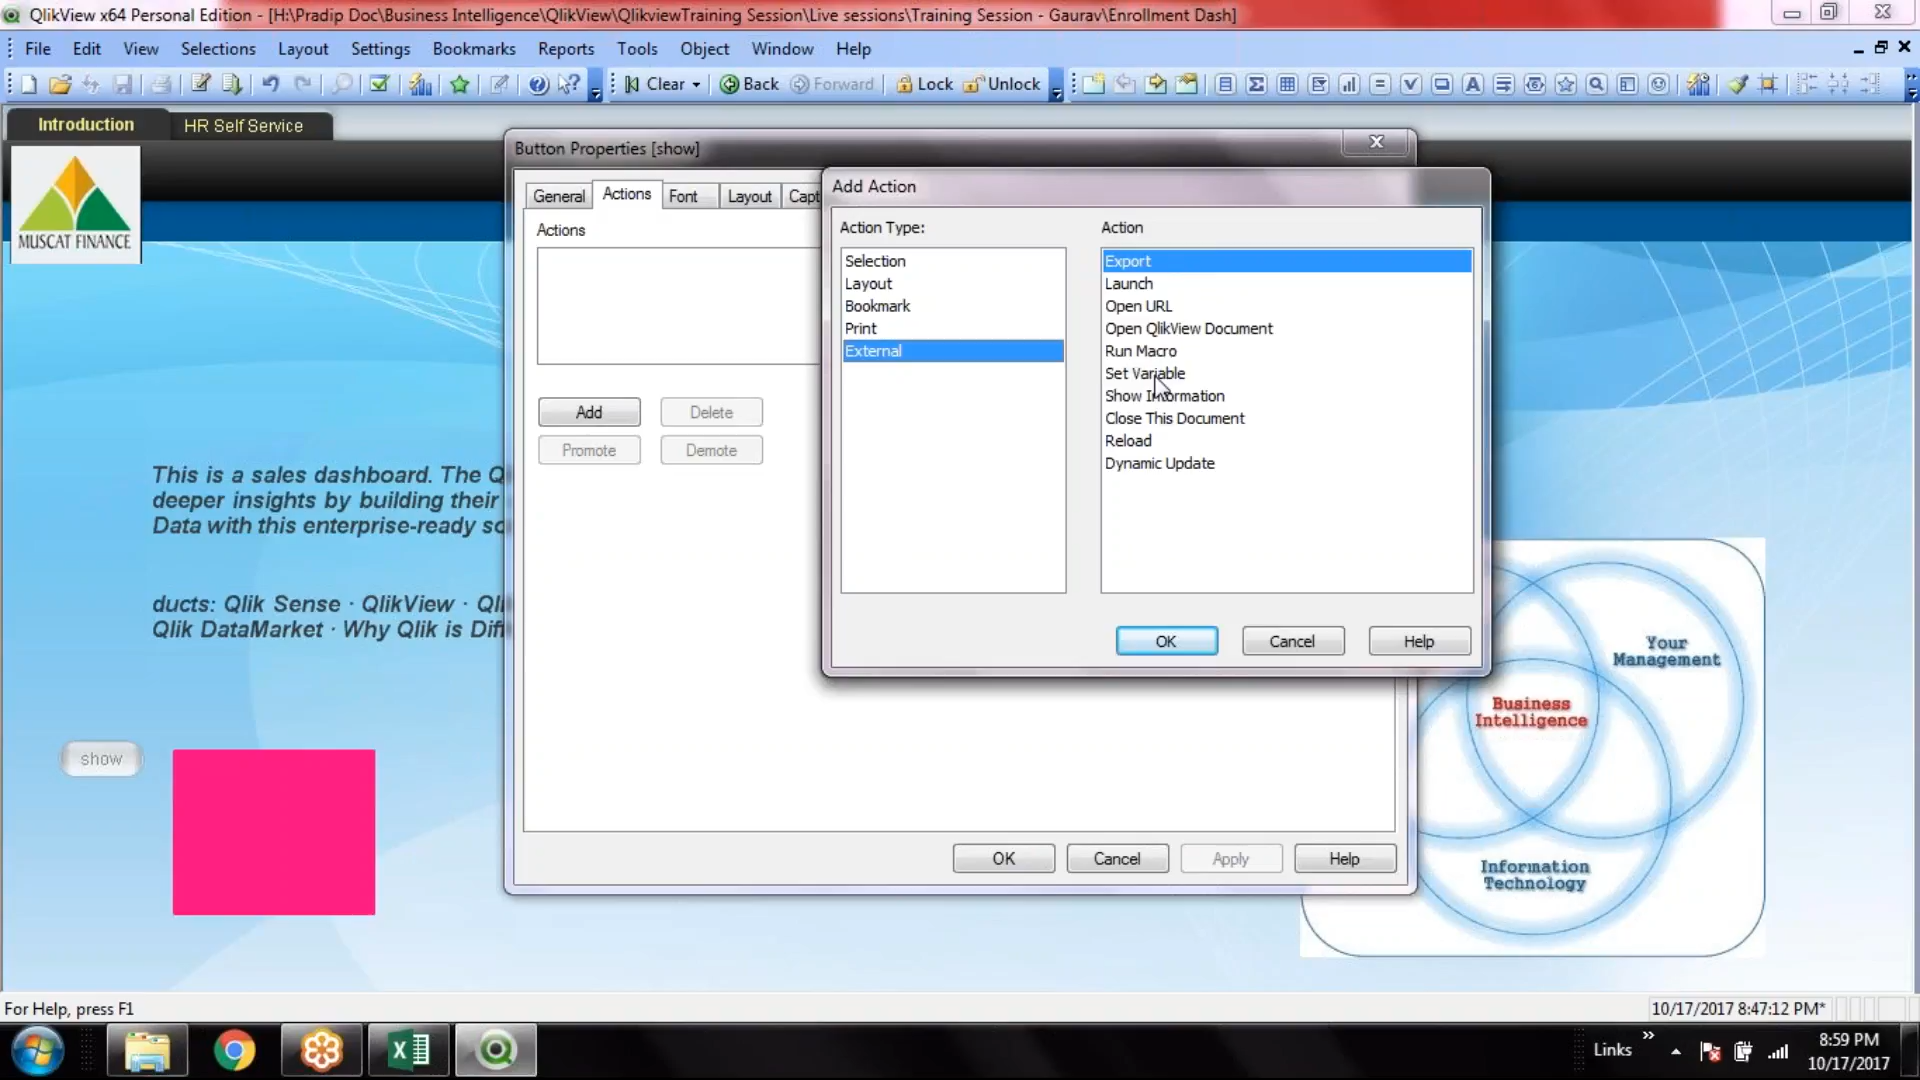 QlikView x64 Personal Edition - [H:\Pradip Doc\Business Intelligence\QlikView\QlikviewTraining Session\Live sessions\Training Session - Gaurav\Enrollment Dash]
File Edit View Selections Layout Settings Bookmarks Reports Tools Object Window Help
Clear Back Forward Lock Unlock
Introduction HR Self Service
MUSCAT FINANCE
Button Properties [show]
General Actions Font Layout Capt
Actions
Add Delete
Promote Demote
OK Cancel Apply Help
Add Action
Action Type:
Selection
Layout
Bookmark
Print
External
Action
Export
Launch
Open URL
Open QlikView Document
Run Macro
Set Variable
Show Information
Close This Document
Reload
Dynamic Update
OK Cancel Help
This is a sales dashboard. The Q
deeper insights by building their
Data with this enterprise-ready so
ducts: Qlik Sense · QlikView · Qli
Qlik DataMarket · Why Qlik is Diff
show
Your
Management
Business
Intelligence
Information
Technology
For Help, press F1
10/17/2017 8:47:12 PM*
Links
8:59 PM
10/17/2017